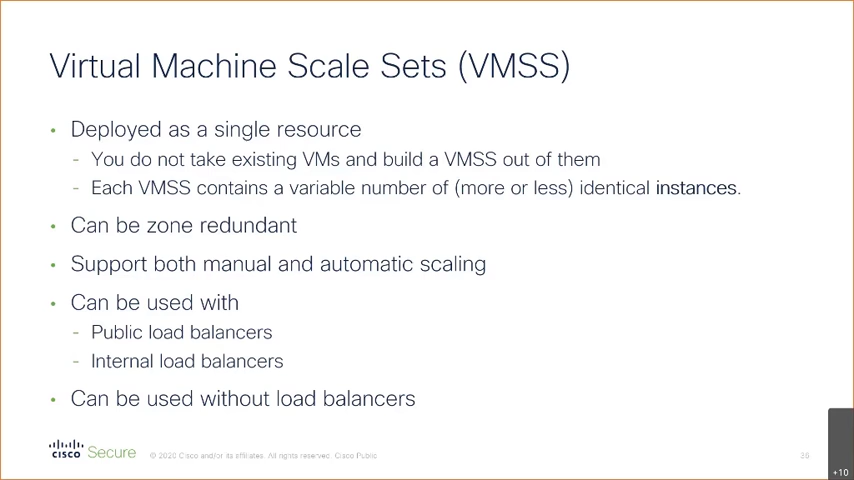 Virtual Machine Scale Sets (VMSS)
• Deployed as a single resource
- You do not take existing VMs and build a VMSS out of them
- Each VMSS contains a variable number of (more or less) identical instances.
• Can be zone redundant
• Support both manual and automatic scaling
• Can be used with
- Public load balancers
- Internal load balancers
• Can be used without load balancers
CISCO Secure © 2020 Cisco and/or its affiliates. All rights reserved. Cisco Public 36
+10